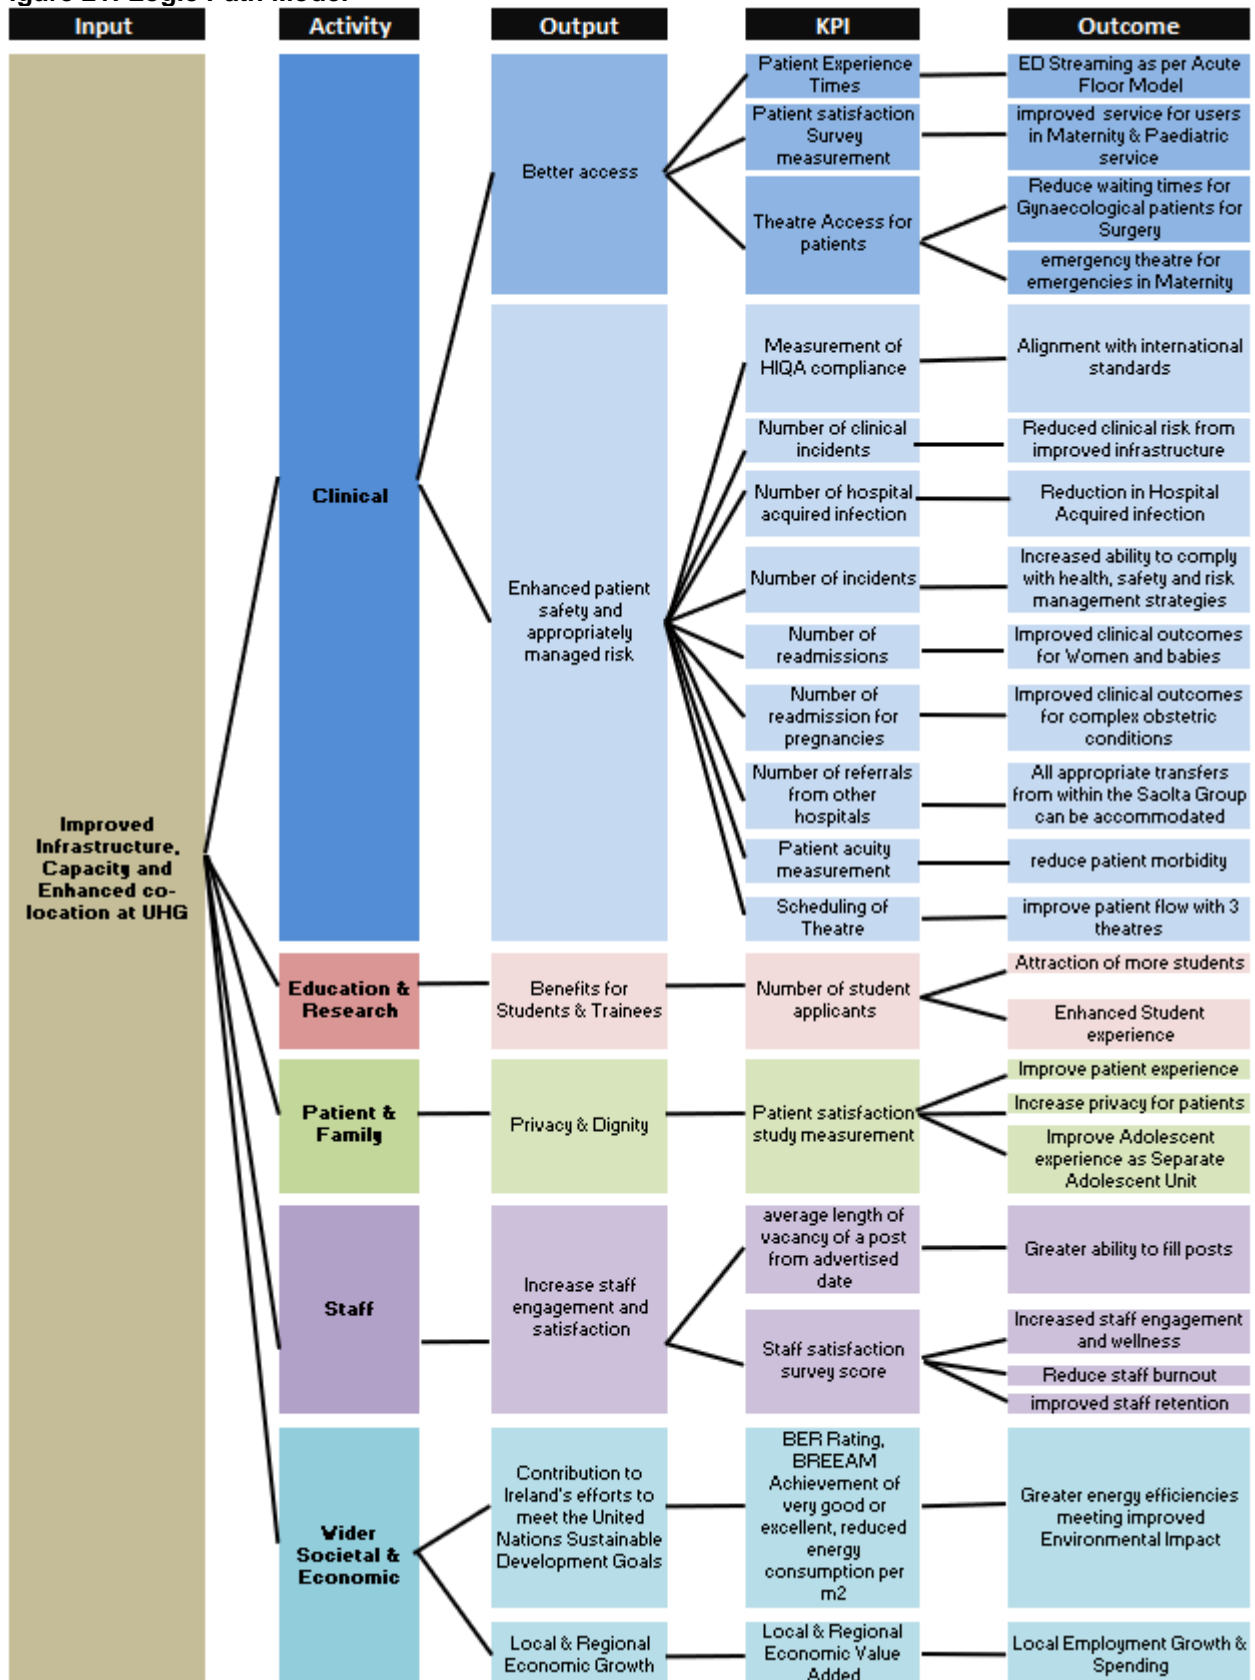 Input
Activity
Output
KPI
Outcome
Improved
Infrastructure,
Capacity and
Enhanced co-
location at UHG
Clinical
Better access
Patient Experience
Times
ED Streaming as per Acute
Floor Model
Patient satisfaction
Survey
measurement
improved service for users
in Maternity & Paediatric
service
Theatre Access for
patients
Reduce waiting times for
Gynaecological patients for
Surgery
emergency theatre for
emergencies in Maternity
Enhanced patient
safety and
appropriately
managed risk
Measurement of
HIQA compliance
Alignment with international
standards
Number of clinical
incidents
Reduced clinical risk from
improved infrastructure
Number of hospital
acquired infection
Reduction in Hospital
Acquired infection
Number of incidents
Increased ability to comply
with health, safety and risk
management strategies
Number of
readmissions
Improved clinical outcomes
for Women and babies
Number of
readmission for
pregnancies
Improved clinical outcomes
for complex obstetric
conditions
Number of referrals
from other
hospitals
All appropriate transfers
from within the Saolta Group
can be accommodated
Patient acuity
measurement
reduce patient morbidity
Scheduling of
Theatre
improve patient flow with 3
theatres
Education &
Research
Benefits for
Students & Trainees
Number of student
applicants
Attraction of more students
Enhanced Student
experience
Patient &
Family
Privacy & Dignity
Patient satisfaction
study measurement
Improve patient experience
Increase privacy for patients
Improve Adolescent
experience as Separate
Adolescent Unit
Staff
Increase staff
engagement and
satisfaction
average length of
vacancy of a post
from advertised
date
Greater ability to fill posts
Staff satisfaction
survey score
Increased staff engagement
and wellness
Reduce staff burnout
improved staff retention
Wider
Societal &
Economic
Contribution to
Ireland's efforts to
meet the United
Nations Sustainable
Development Goals
BER Rating,
BREEAM
Achievement of
very good or
excellent, reduced
energy
consumption per
m2
Greater energy efficiencies
meeting improved
Environmental Impact
Local & Regional
Economic Growth
Local & Regional
Economic Value
Added
Local Employment Growth &
Spending